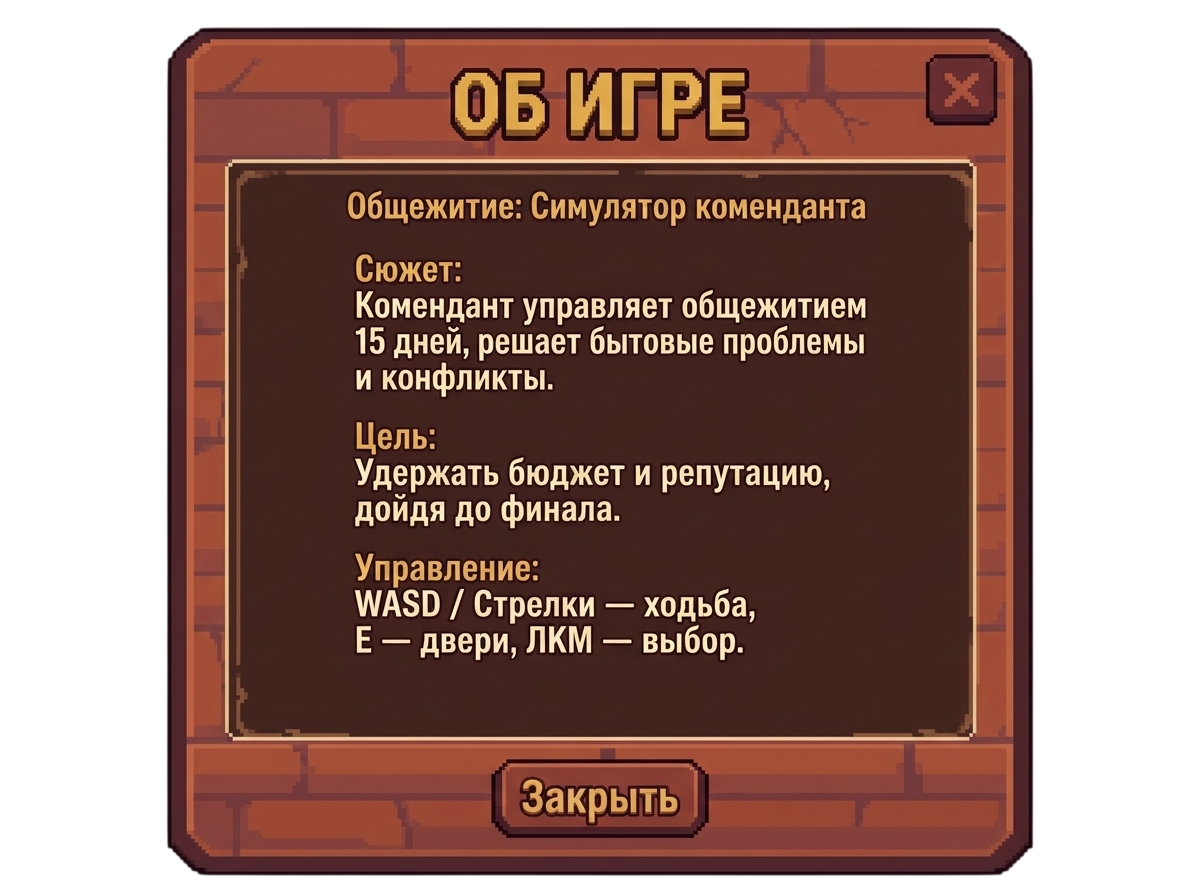 ОБ ИГРЕ
Общежитие: Симулятор коменданта
Сюжет:
Комендант управляет общежитием
15 дней, решает бытовые проблемы
и конфликты.
Цель:
Удержать бюджет и репутацию,
дойдя до финала.
Управление:
WASD / Стрелки — ходьба,
E — двери, ЛКМ — выбор.
Закрыть